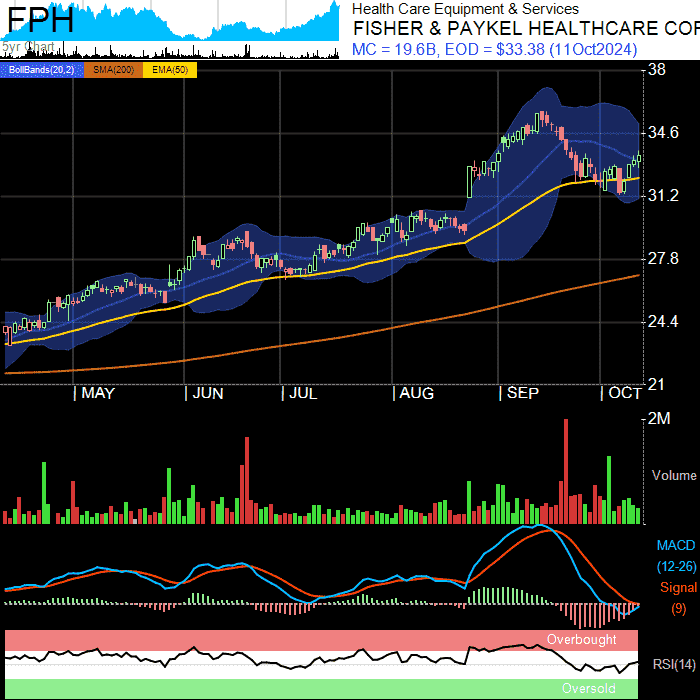 FPH
5yr Chart
Health Care Equipment & Services
FISHER & PAYKEL HEALTHCARE COR
MC = 19.6B, EOD = $33.38 (11Oct2024)
BollBands(20,2) SMA(200) EMA(50)
38
34.6
31.2
27.8
24.4
21
MAY JUN JUL AUG SEP OCT
2M
Volume
MACD
(12-26)
Signal
(9)
Overbought
RSI(14)
Oversold